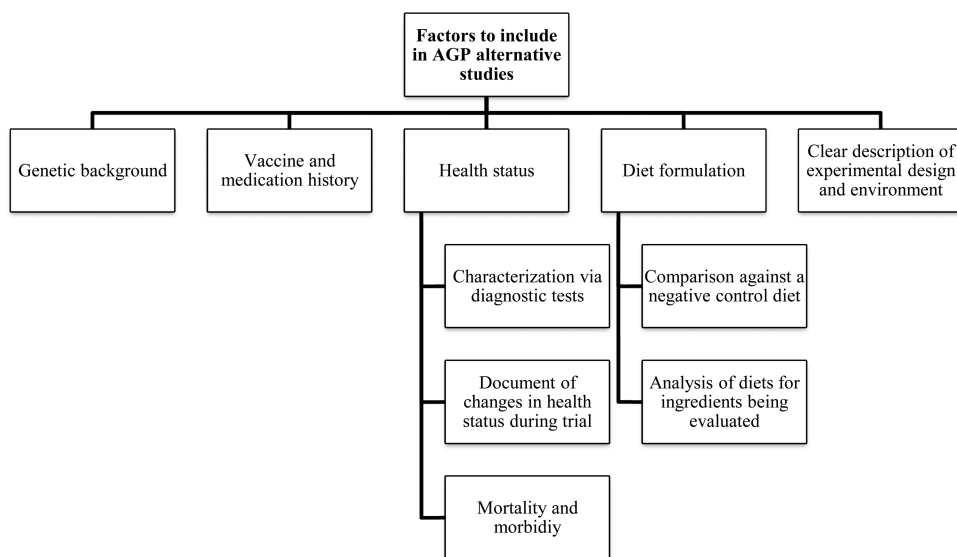 Factors to include
in AGP alternative
studies
Genetic background
Vaccine and
medication history
Health status
Diet formulation
Clear description of
experimental design
and environment
Characterization via
diagnostic tests
Document of
changes in health
status during trial
Mortality and
morbidiy
Comparison against a
negative control diet
Analysis of diets for
ingredients being
evaluated